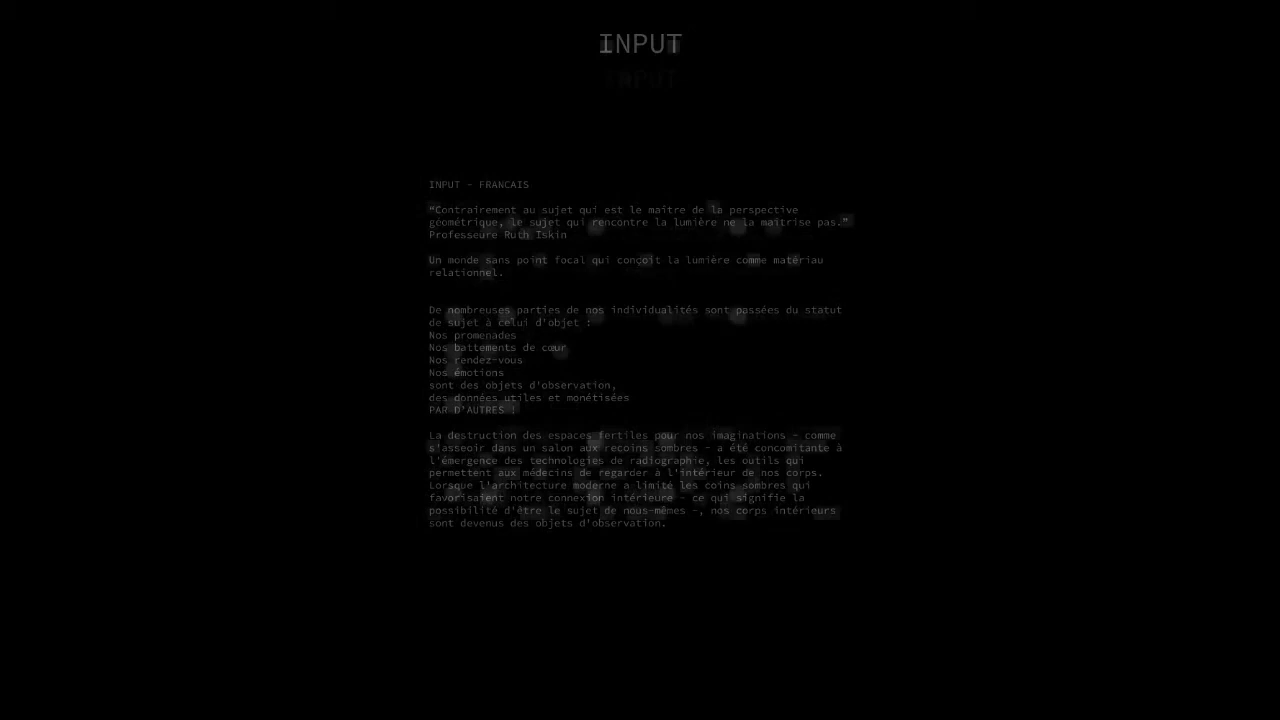 INPUT
INPUT
INPUT - FRANCAIS
“Contrairement au sujet qui est le maître de la perspective
géométrique, le sujet qui rencontre la lumière ne la maîtrise pas.”
Professeure Ruth Iskin
Un monde sans point focal qui conçoit la lumière comme matériau
relationnel.
De nombreuses parties de nos individualités sont passées du statut
de sujet à celui d'objet :
Nos promenades
Nos battements de cœur
Nos rendez-vous
Nos émotions
sont des objets d'observation,
des données utiles et monétisées
PAR D'AUTRES !
La destruction des espaces fertiles pour nos imaginations - comme
s'asseoir dans un salon aux recoins sombres - a été concomitante à
l'émergence des technologies de radiographie, les outils qui
permettent aux médecins de regarder à l'intérieur de nos corps.
Lorsque l'architecture moderne a limité les coins sombres qui
favorisaient notre connexion intérieure - ce qui signifie la
possibilité d'être le sujet de nous-mêmes -, nos corps intérieurs
sont devenus des objets d'observation.